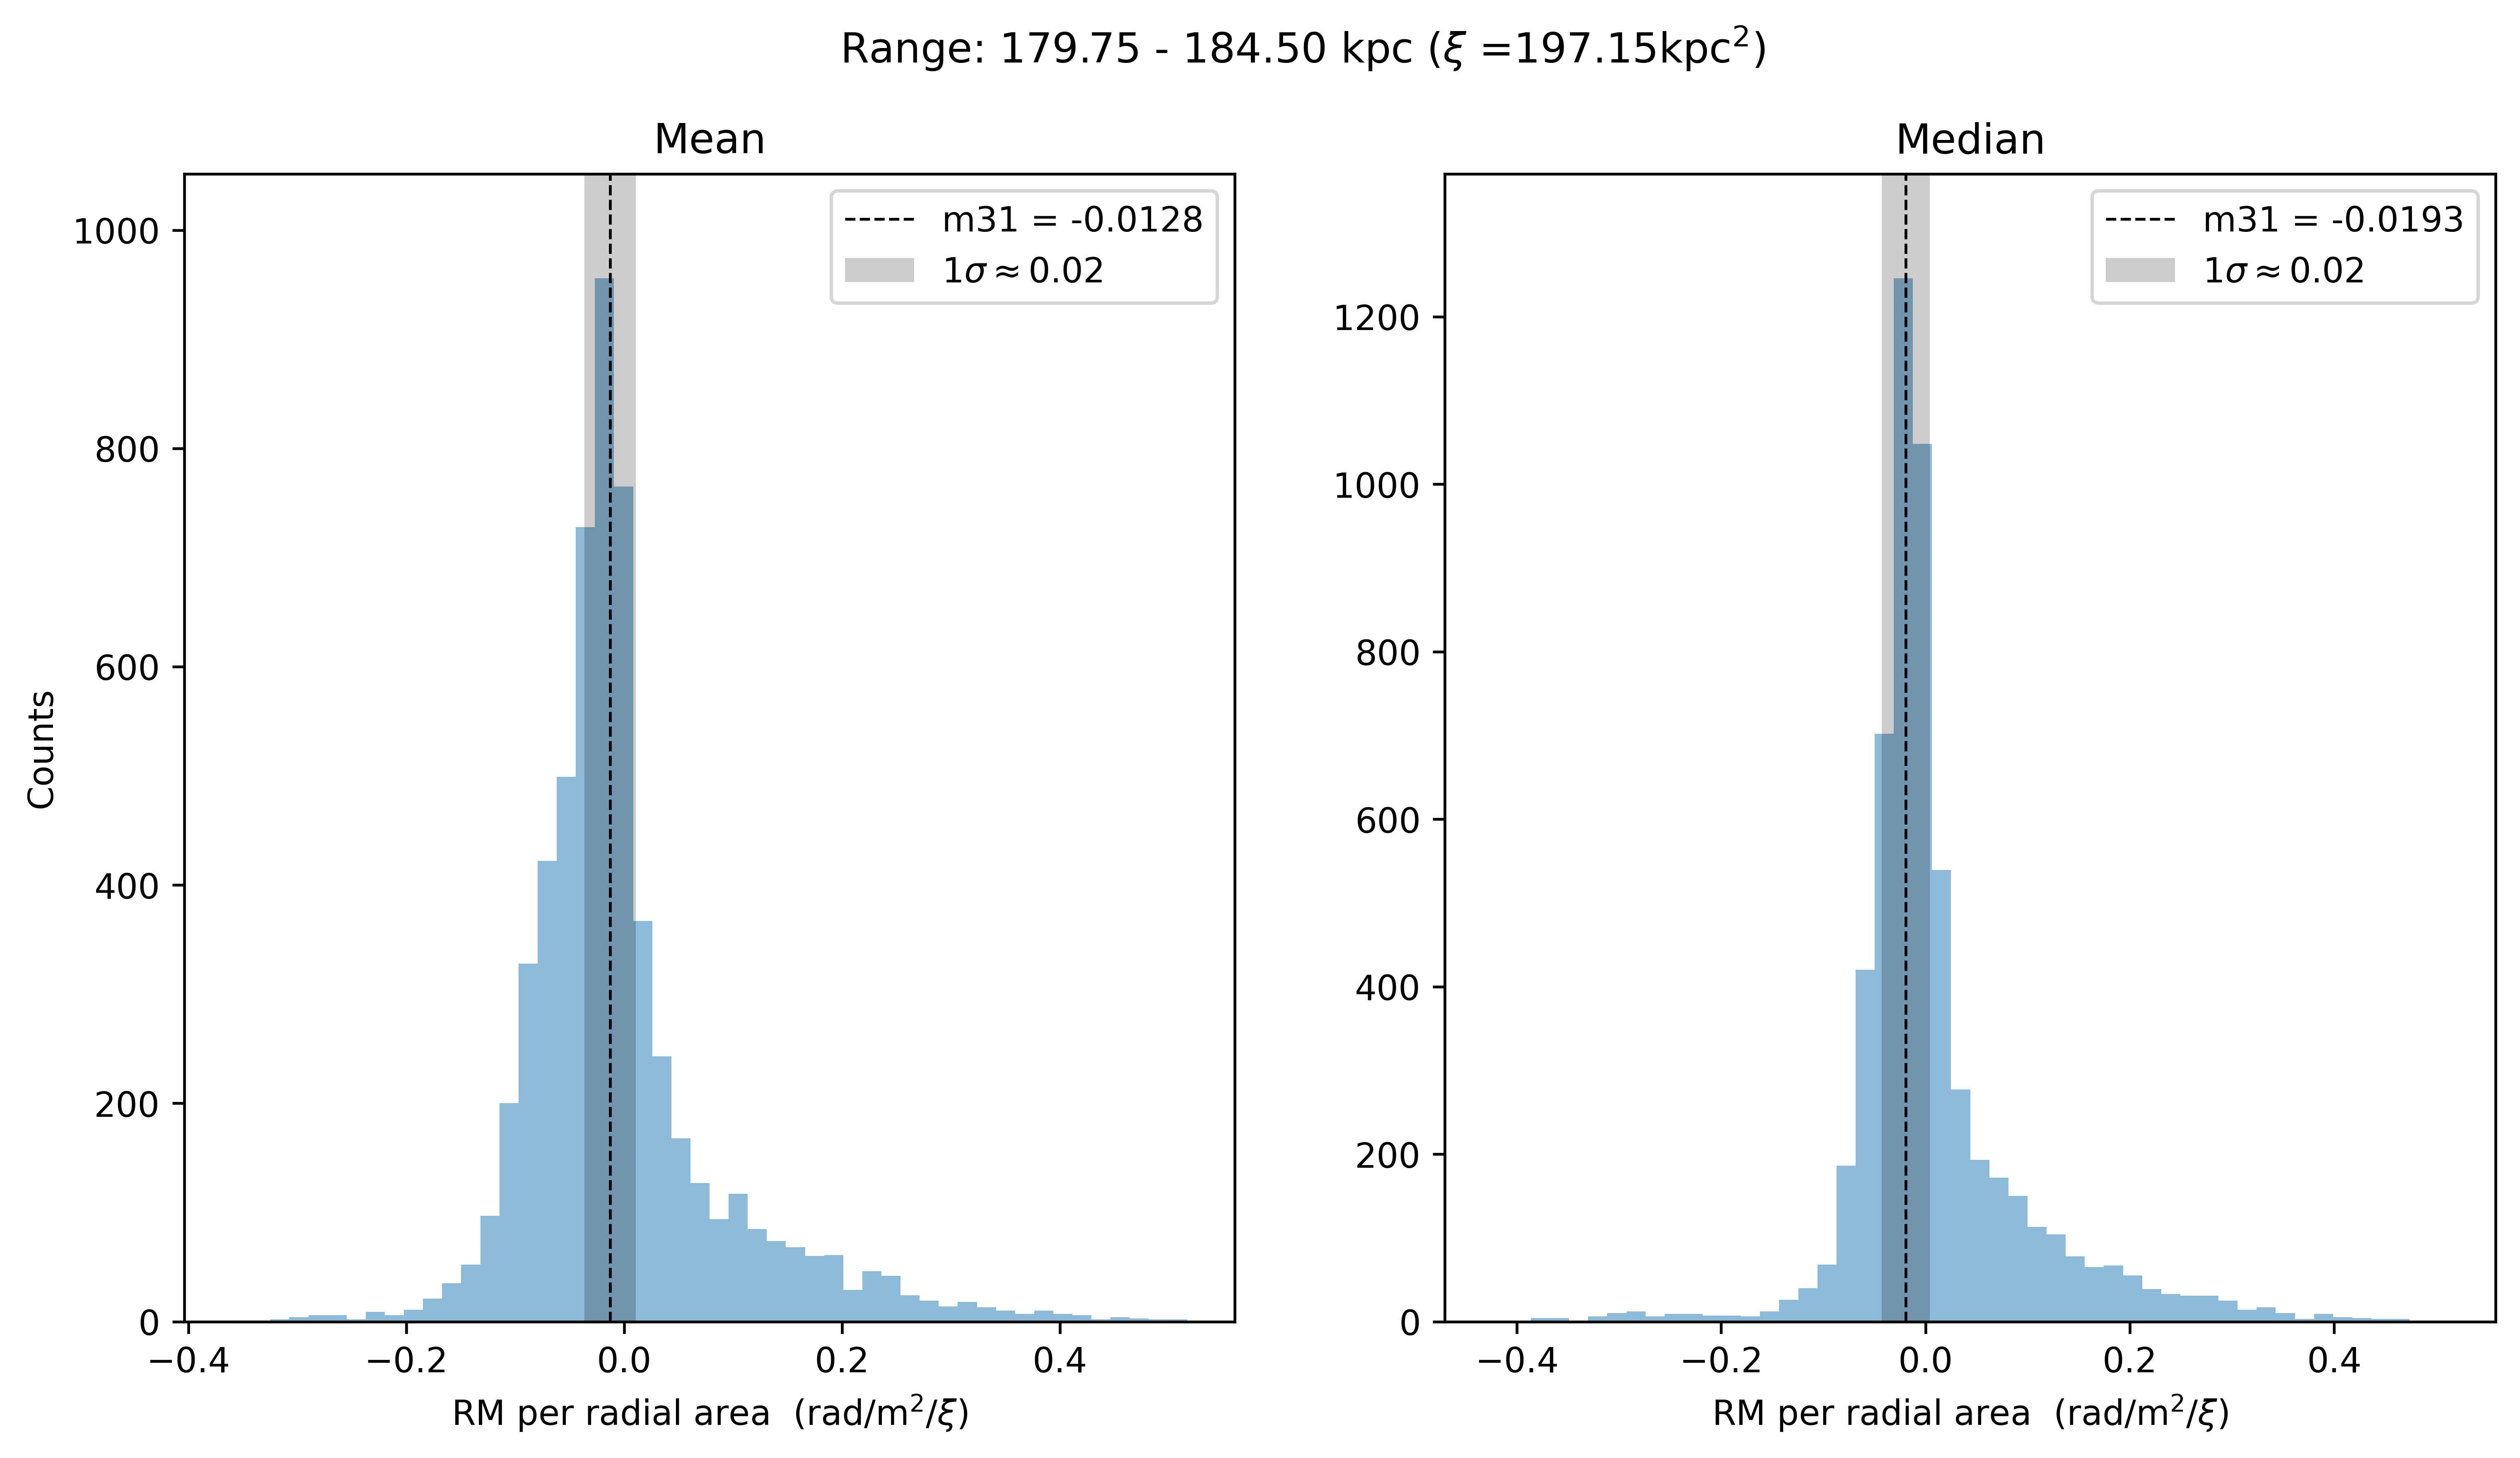 Range: 179.75 - 184.50 kpc (ξ =197.15kpc²)
Mean
m31 = -0.0128
1σ ≈ 0.02
1000
800
600
400
200
0
Counts
−0.4 −0.2 0.0 0.2 0.4
RM per radial area (rad/m²/ξ)
Median
m31 = -0.0193
1σ ≈ 0.02
1200
1000
800
600
400
200
0
−0.4 −0.2 0.0 0.2 0.4
RM per radial area (rad/m²/ξ)